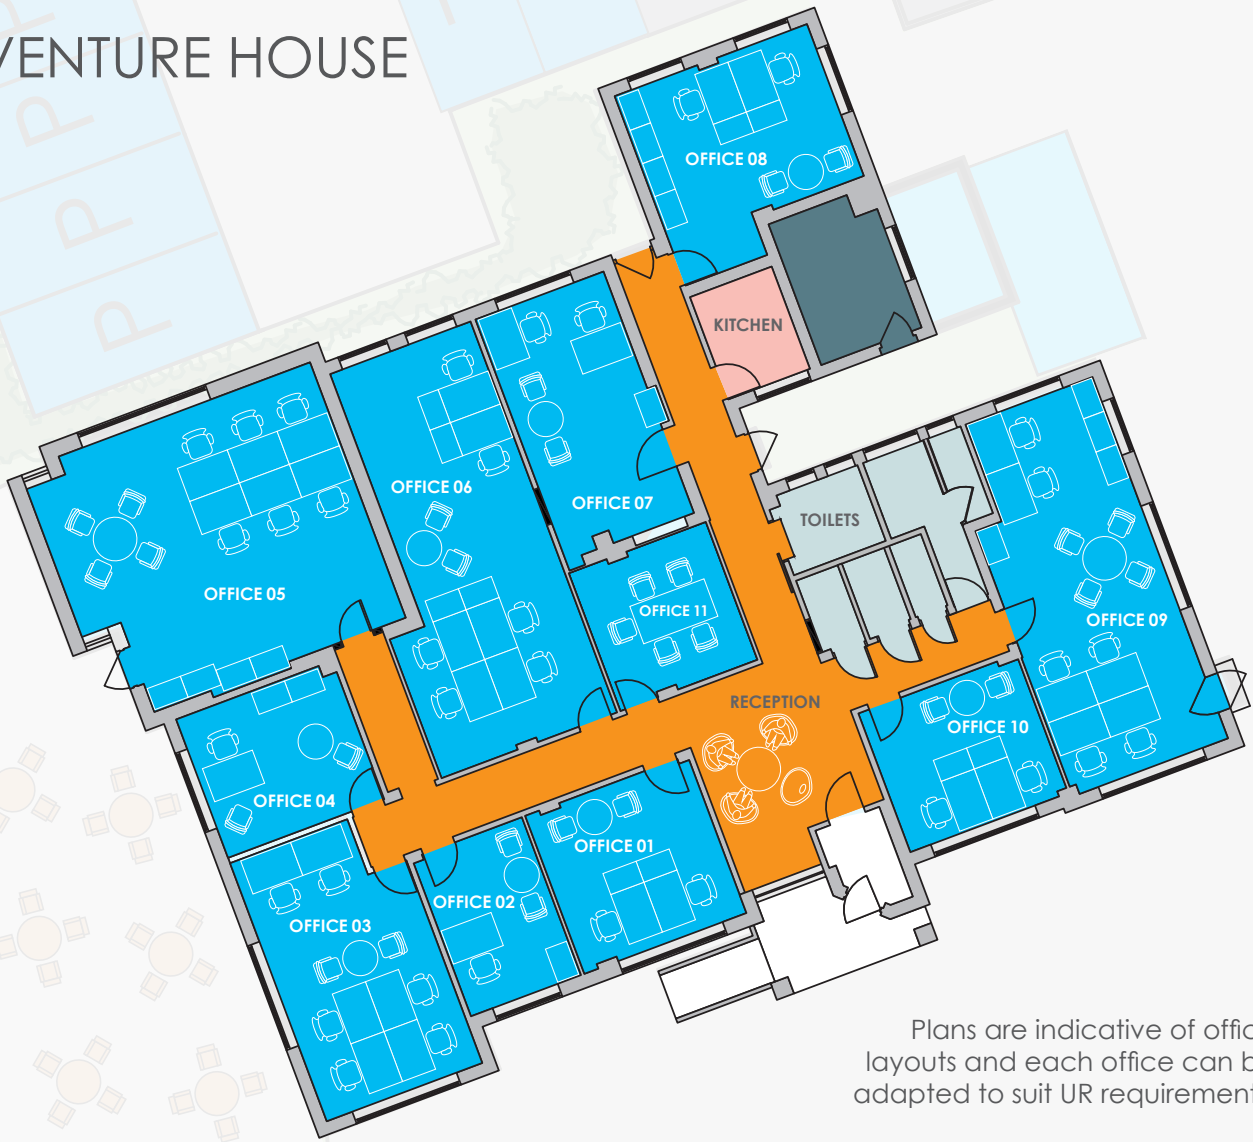 VENTURE HOUSE
P
P
P
P
OFFICE 08
KITCHEN
OFFICE 06
OFFICE 07
TOILETS
OFFICE 05
OFFICE 11
OFFICE 09
RECEPTION
OFFICE 10
OFFICE 04
OFFICE 01
OFFICE 02
OFFICE 03
Plans are indicative of offic
layouts and each office can b
adapted to suit UR requirement